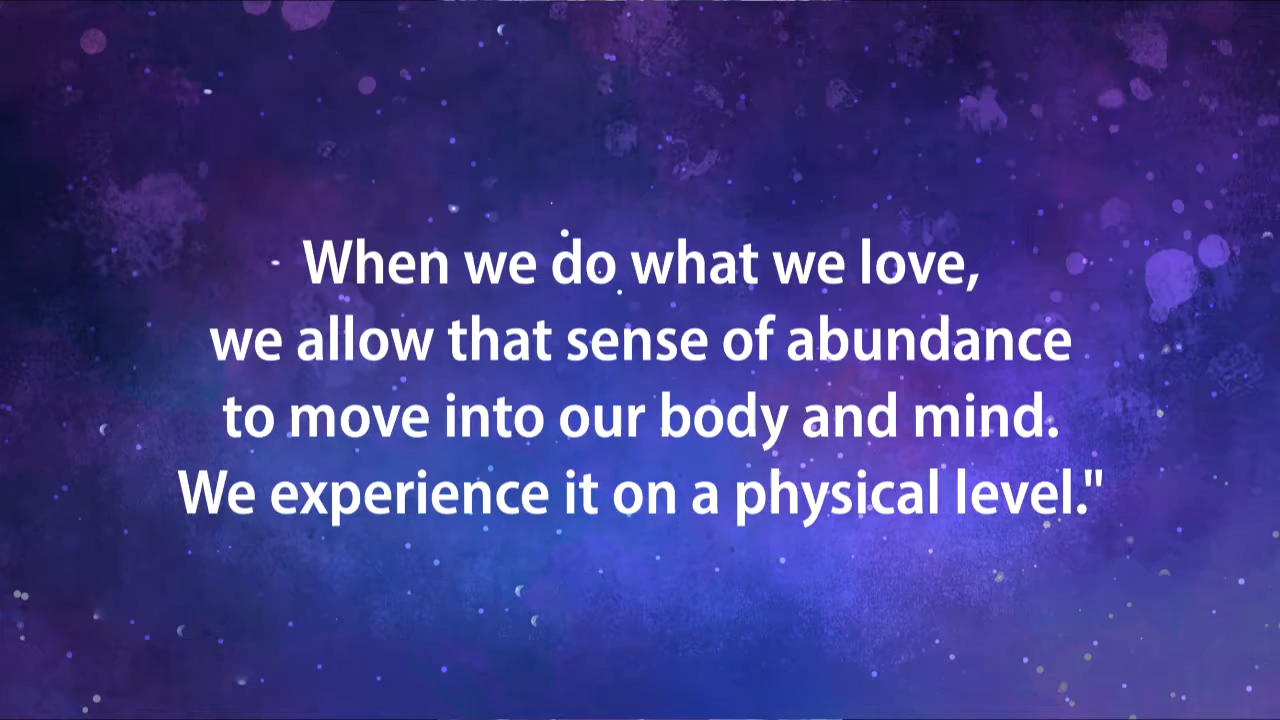 When we do what we love,
we allow that sense of abundance
to move into our body and mind.
We experience it on a physical level."